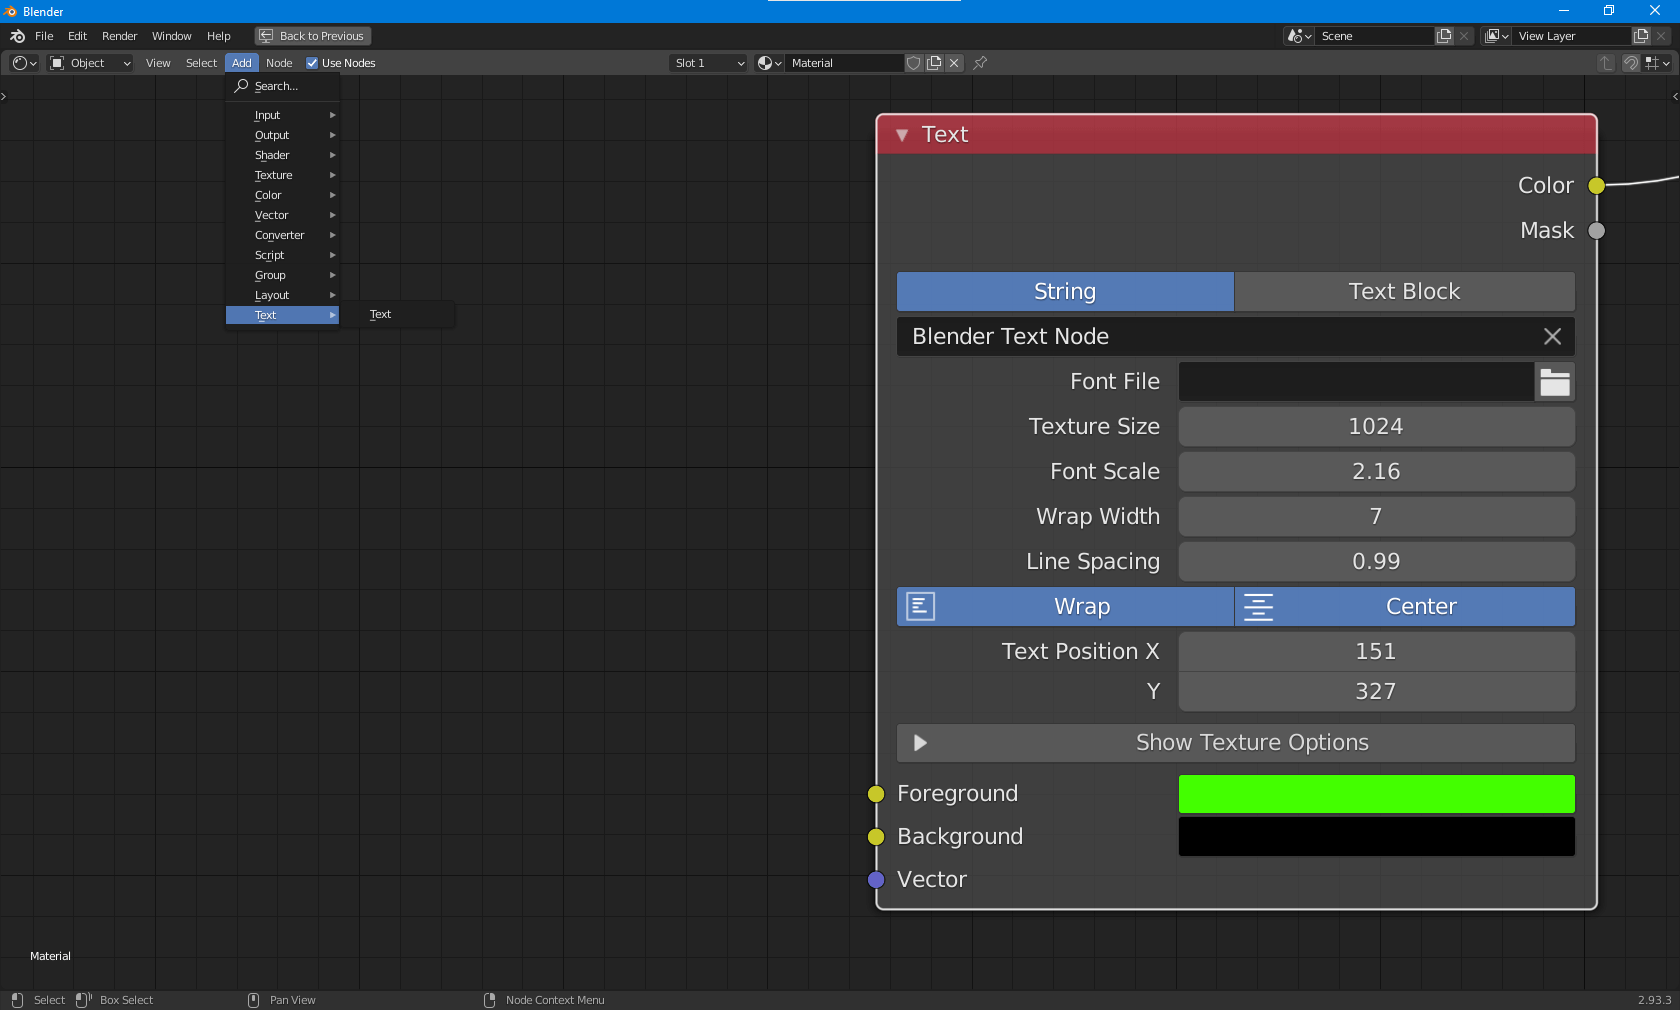 Blender
File Edit Render Window Help Back to Previous Scene View Layer
Object View Select Add Node Use Nodes Slot 1 Material
Search...
Input
Output
Shader
Texture
Color
Vector
Converter
Script
Group
Layout
Text Text
Text
Color
Mask
String Text Block
Blender Text Node
Font File
Texture Size 1024
Font Scale 2.16
Wrap Width 7
Line Spacing 0.99
Wrap Center
Text Position X 151
Y 327
Show Texture Options
Foreground
Background
Vector
Material
Select Box Select Pan View Node Context Menu 2.93.3